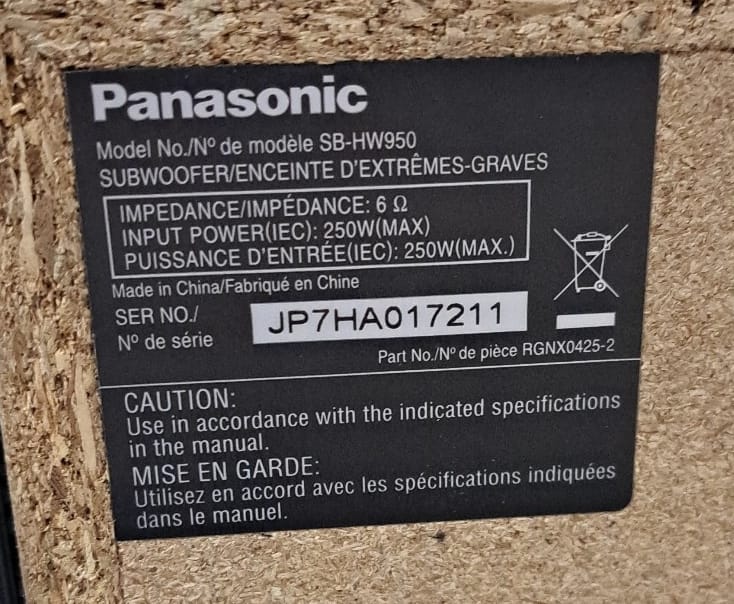 Panasonic
Model No./Nº de modèle SB-HW950
SUBWOOFER/ENCEINTE D'EXTRÊMES-GRAVES
IMPEDANCE/IMPÉDANCE: 6 Ω
INPUT POWER(IEC): 250W(MAX)
PUISSANCE D'ENTRÉE(IEC): 250W(MAX.)
Made in China/Fabriqué en Chine
SER NO./
Nº de série
JP7HA017211
Part No./Nº de pièce RGNX0425-2
CAUTION:
Use in accordance with the indicated specifications
in the manual.
MISE EN GARDE:
Utilisez en accord avec les spécifications indiquées
dans le manuel.